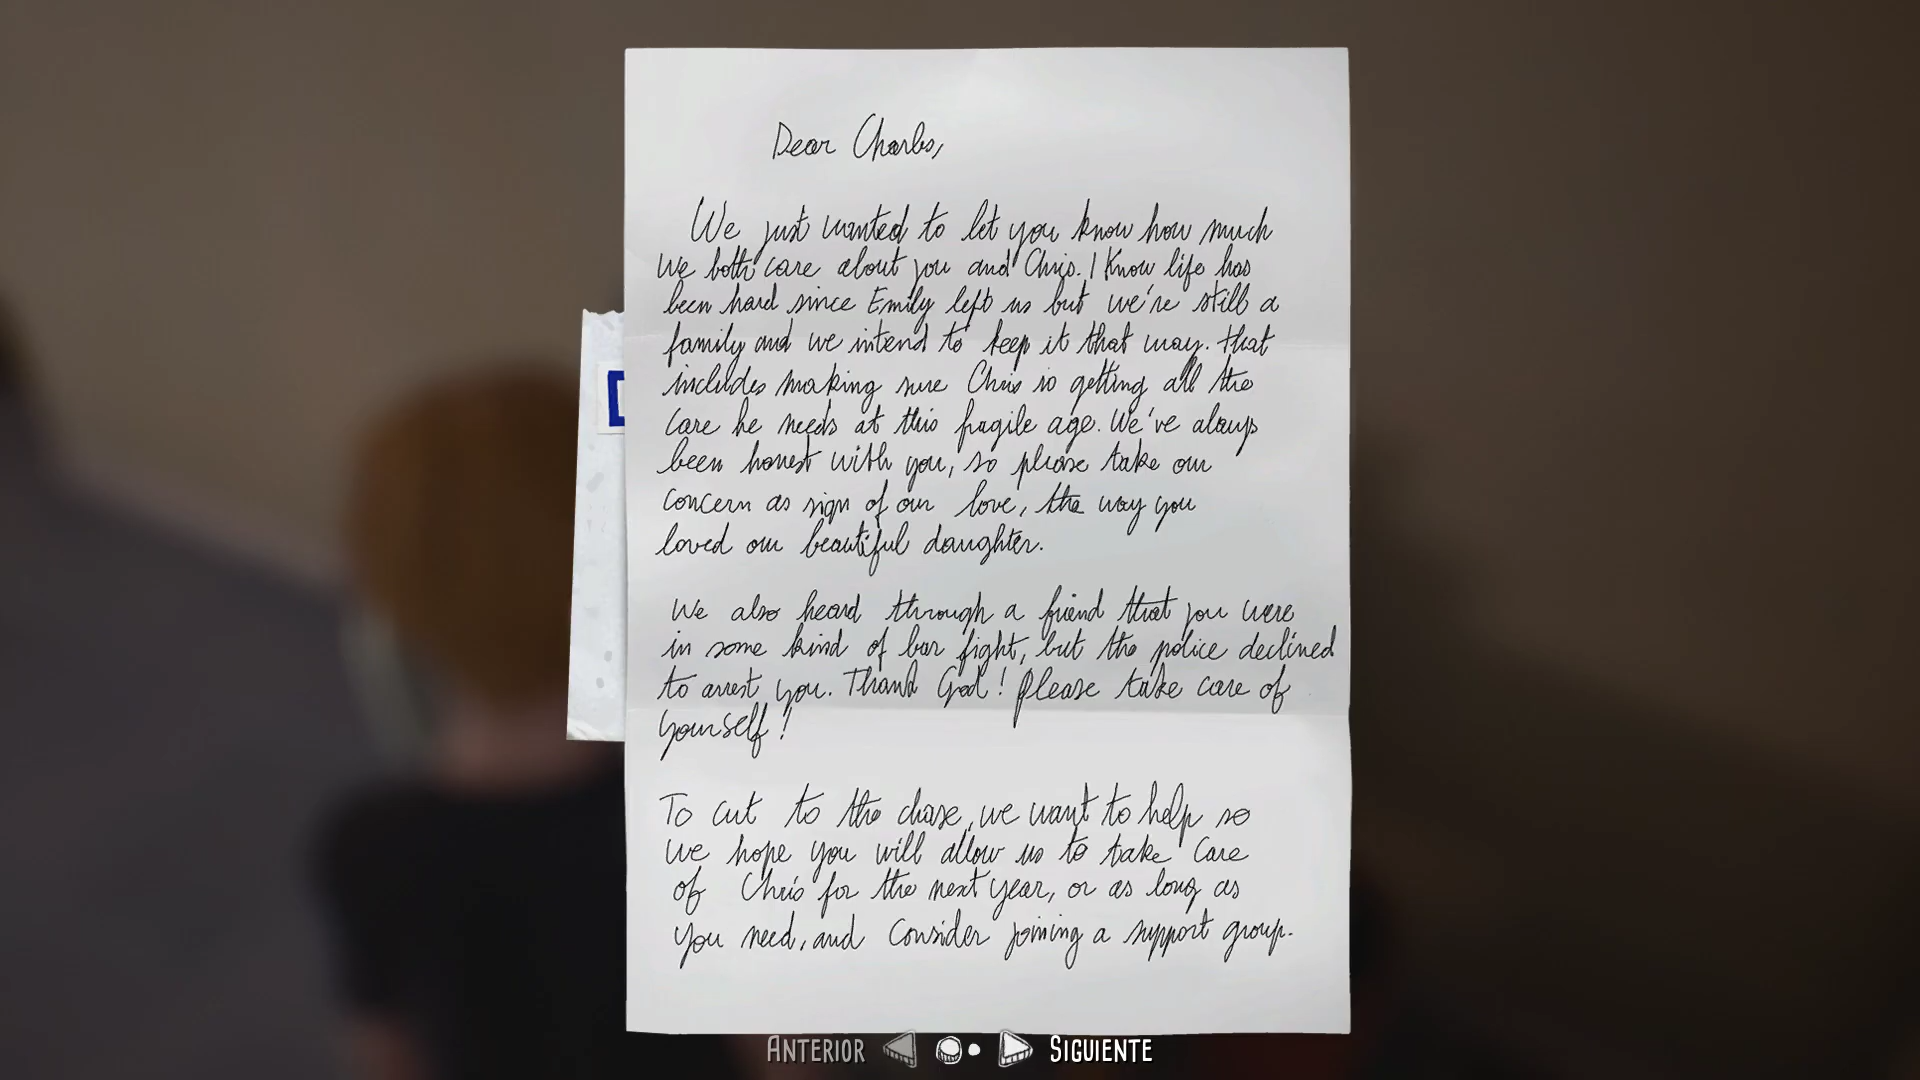 Dear Charles,
We just wanted to let you know how much
we both care about you and Chris. I know life has
been hard since Emily left us but we're still a
family and we intend to keep it that way. that
includes making sure Chris is getting all the
care he needs at this fragile age. We've always
been honest with you, so please take our
concern as sign of our love, the way you
loved our beautiful daughter.
We also heard through a friend that you were
in some kind of bar fight, but the police declined
to arrest you. Thank God! please take care of
yourself!
To cut to the chase, we want to help so
we hope you will allow us to take care
of Chris for the next year, or as long as
you need, and consider joining a support group.
ANTERIOR SIGUIENTE